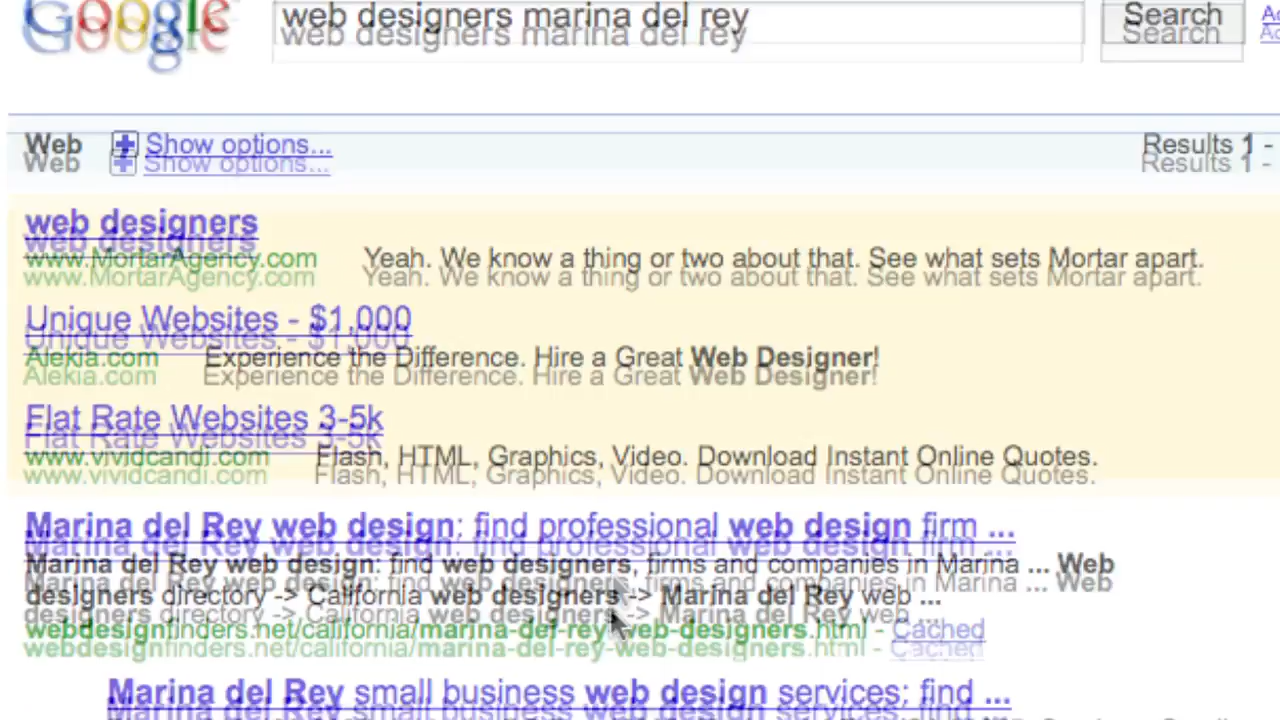 Google
web designers marina del rey
Search
Web Show options... Results 1 -
web designers
www.MortarAgency.com Yeah. We know a thing or two about that. See what sets Mortar apart.
Unique Websites - $1,000
Alekia.com Experience the Difference. Hire a Great Web Designer!
Flat Rate Websites 3-5k
www.vividcandi.com Flash, HTML, Graphics, Video. Download Instant Online Quotes.
Marina del Rey web design: find professional web design firm ...
Marina del Rey web design: find web designers, firms and companies in Marina ... Web
designers directory -> California web designers -> Marina del Rey web ...
webdesignfinders.net/california/marina-del-rey-web-designers.html - Cached
Marina del Rey small business web design services: find ...